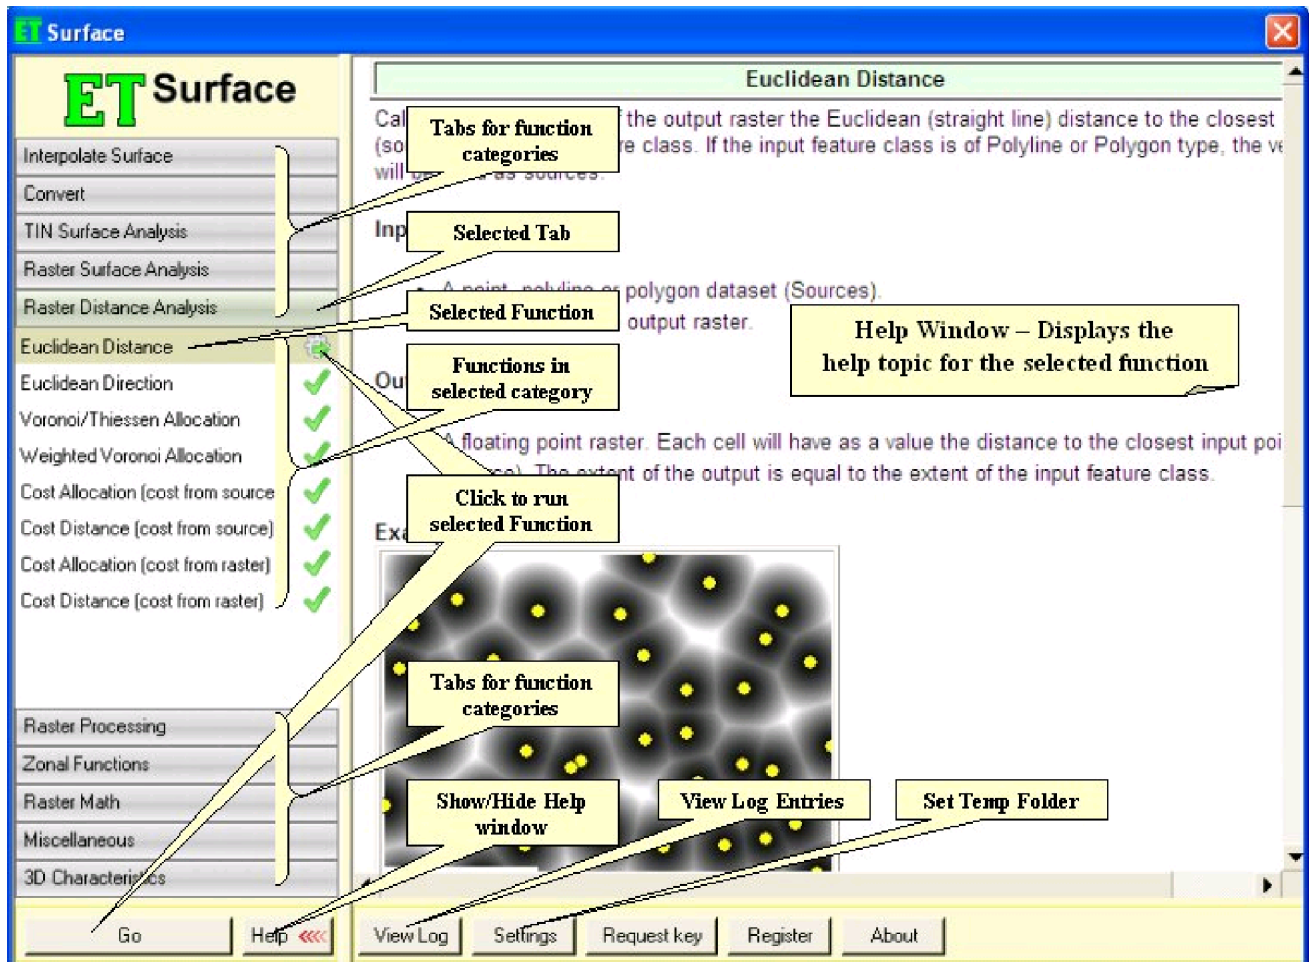 ET Surface
ET Surface
Interpolate Surface
Convert
TIN Surface Analysis
Raster Surface Analysis
Raster Distance Analysis
Euclidean Distance
Euclidean Direction
Voronoi/Thiessen Allocation
Weighted Voronoi Allocation
Cost Allocation (cost from source
Cost Distance (cost from source)
Cost Allocation (cost from raster)
Cost Distance (cost from raster)
Raster Processing
Zonal Functions
Raster Math
Miscellaneous
3D Characteristics
Go
Help
Euclidean Distance
the output raster the Euclidean (straight line) distance to the closest
class. If the input feature class is of Polyline or Polygon type, the
will as sources.
A point, polyline or polygon dataset (Sources).
output raster.
A floating point raster. Each cell will have as a value the distance to the closest input
The extent of the output is equal to the extent of the input feature class.
Tabs for function
categories
Selected Tab
Selected Function
Functions in
selected category
Click to run
selected Function
Help Window – Displays the
help topic for the selected function
Tabs for function
categories
Show/Hide Help
window
View Log Entries
Set Temp Folder
View Log
Settings
Request key
Register
About